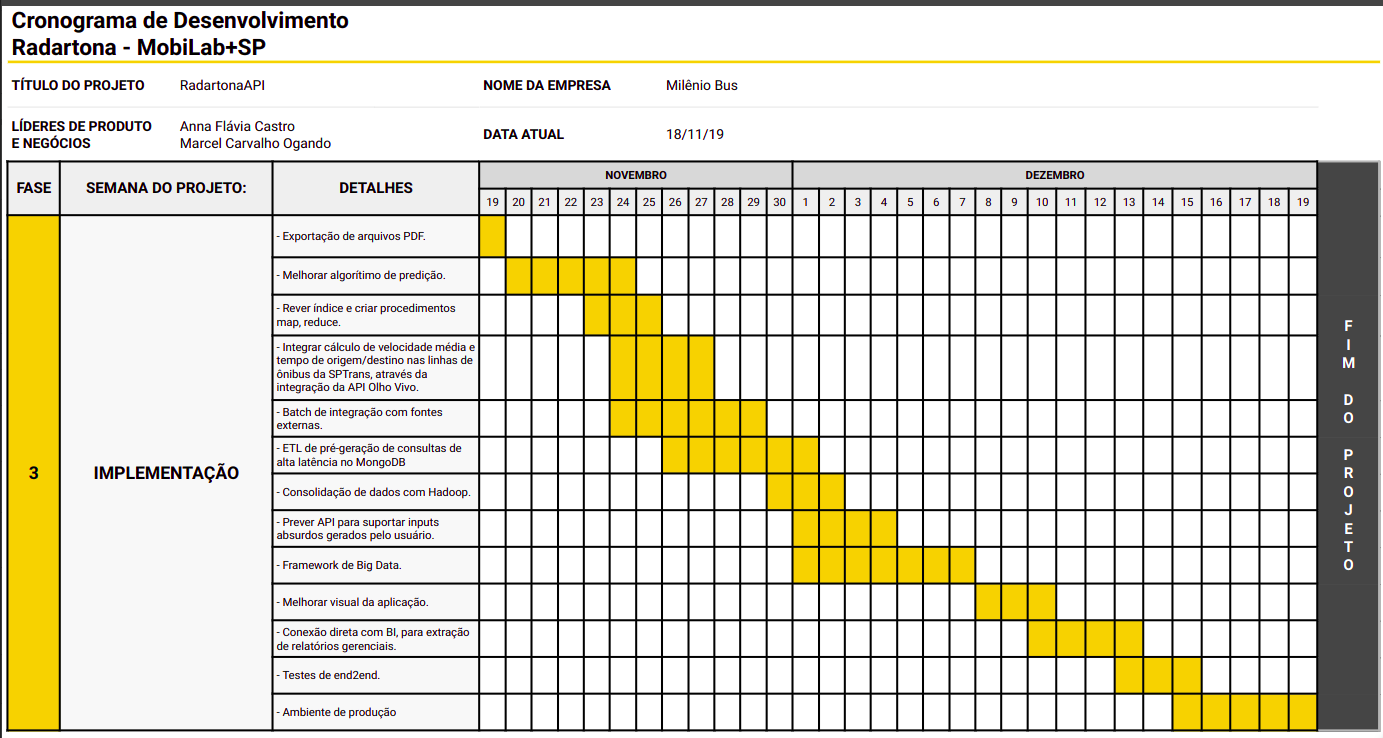 Cronograma de Desenvolvimento
Radartona - MobiLab+SP
TÍTULO DO PROJETO RadartonaAPI NOME DA EMPRESA Milênio Bus
LÍDERES DE PRODUTO
E NEGÓCIOS
Anna Flávia Castro
Marcel Carvalho Ogando
DATA ATUAL 18/11/19
FASE SEMANA DO PROJETO: DETALHES
NOVEMBRO DEZEMBRO
19 20 21 22 23 24 25 26 27 28 29 30 1 2 3 4 5 6 7 8 9 10 11 12 13 14 15 16 17 18 19
3 IMPLEMENTAÇÃO
- Exportação de arquivos PDF.
- Melhorar algorítimo de predição.
- Rever índice e criar procedimentos
map, reduce.
- Integrar cálculo de velocidade média e
tempo de origem/destino nas linhas de
ônibus da SPTrans, através da
integração da API Olho Vivo.
- Batch de integração com fontes
externas.
- ETL de pré-geração de consultas de
alta latência no MongoDB
- Consolidação de dados com Hadoop.
- Prever API para suportar inputs
absurdos gerados pelo usuário.
- Framework de Big Data.
- Melhorar visual da aplicação.
- Conexão direta com BI, para extração
de relatórios gerenciais.
- Testes de end2end.
- Ambiente de produção
FIM DO PROJETO